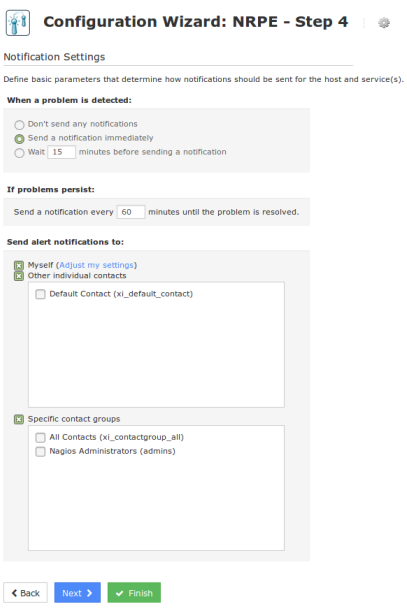 Configuration Wizard: NRPE - Step 4
Notification Settings
Define basic parameters that determine how notifications should be sent for the host and service(s).
When a problem is detected:
Don't send any notifications
Send a notification immediately
Wait 15 minutes before sending a notification
If problems persist:
Send a notification every 60 minutes until the problem is resolved.
Send alert notifications to:
Myself (Adjust my settings)
Other individual contacts
Default Contact (xi_default_contact)
Specific contact groups
All Contacts (xi_contactgroup_all)
Nagios Administrators (admins)
Back Next Finish